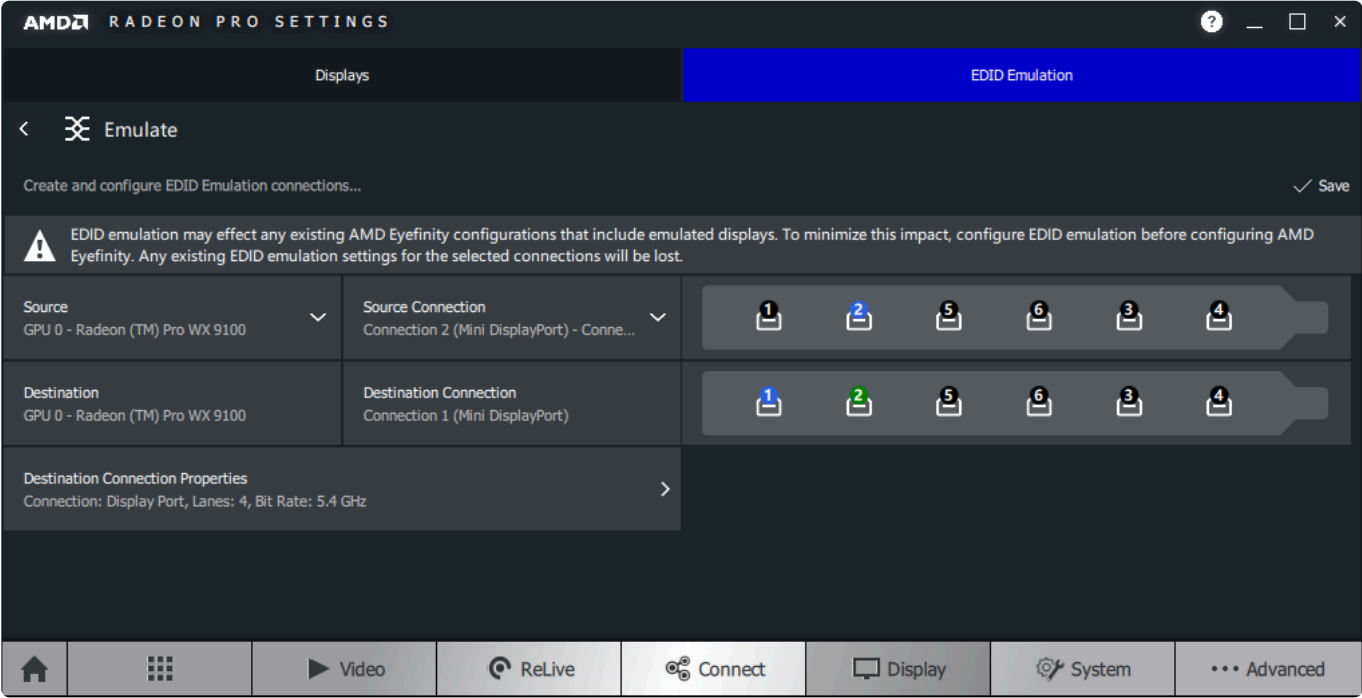 AMD RADEON PRO SETTINGS ?
Displays EDID Emulation
Emulate
Create and configure EDID Emulation connections... Save
EDID emulation may effect any existing AMD Eyefinity configurations that include emulated displays. To minimize this impact, configure EDID emulation before configuring AMD
Eyefinity. Any existing EDID emulation settings for the selected connections will be lost.
Source
GPU 0 - Radeon (TM) Pro WX 9100
Source Connection
Connection 2 (Mini DisplayPort) - Conne...
1 2 5 6 3 4
Destination
GPU 0 - Radeon (TM) Pro WX 9100
Destination Connection
Connection 1 (Mini DisplayPort)
1 2 5 6 3 4
Destination Connection Properties
Connection: Display Port, Lanes: 4, Bit Rate: 5.4 GHz
Video ReLive Connect Display System Advanced